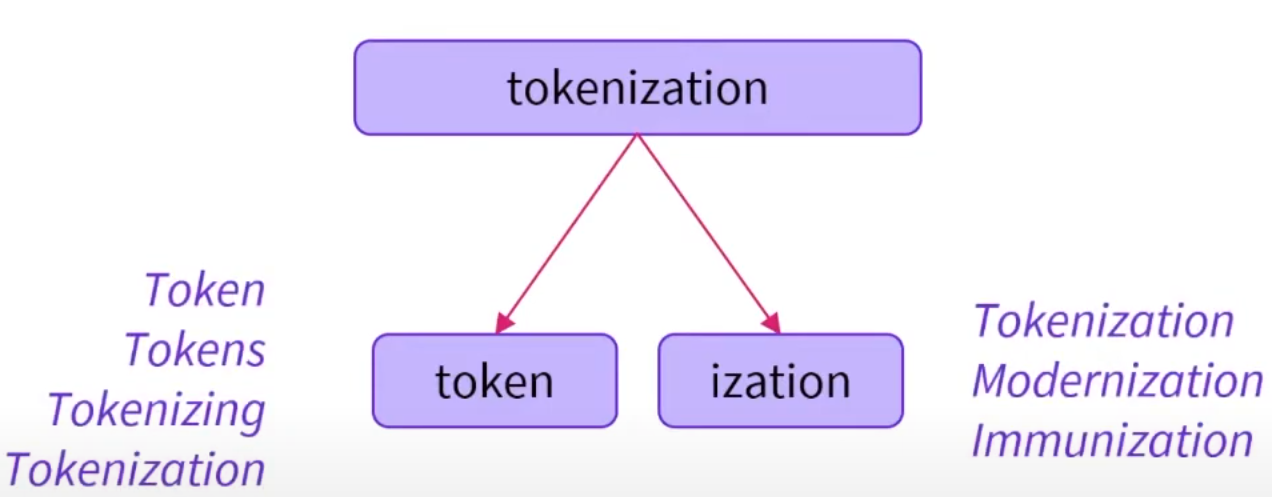 tokenization
Token
Tokens
Tokenizing
Tokenization
token
ization
Tokenization
Modernization
Immunization